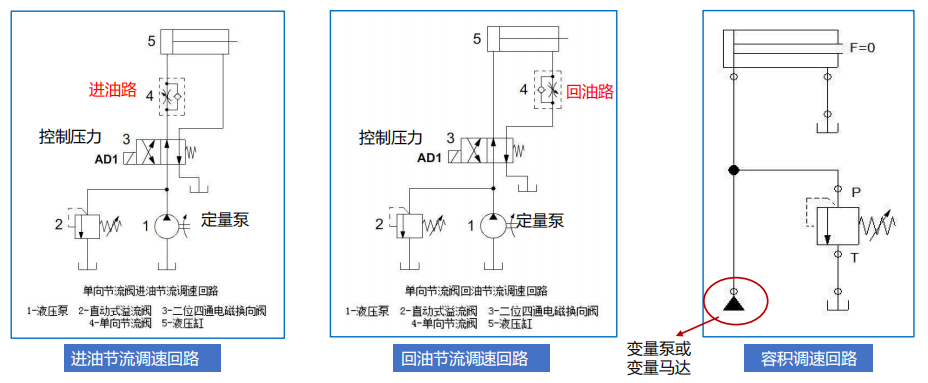 5
进油路
4
控制压力
3
AD1
2
1
定量泵
单向节流阀进油节流调速回路
1-液压泵 2-直动式溢流阀 3-二位四通电磁换向阀
4-单向节流阀 5-液压缸
进油节流调速回路
5
4
回油路
控制压力
3
AD1
2
1
定量泵
单向节流阀回油节流调速回路
1-液压泵 2-直动式溢流阀 3-二位四通电磁换向阀
4-单向节流阀 5-液压缸
回油节流调速回路
F=0
P
T
变量泵或
变量马达
容积调速回路